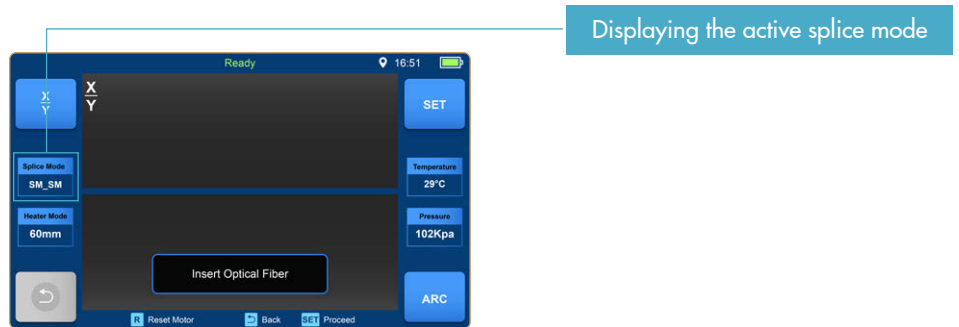 Displaying the active splice mode
Ready
16:51
X
Y
X
Y
SET
Splice Mode
SM_SM
Temperature
29°C
Heater Mode
60mm
Pressure
102Kpa
Insert Optical Fiber
ARC
R Reset Motor
Back
SET Proceed